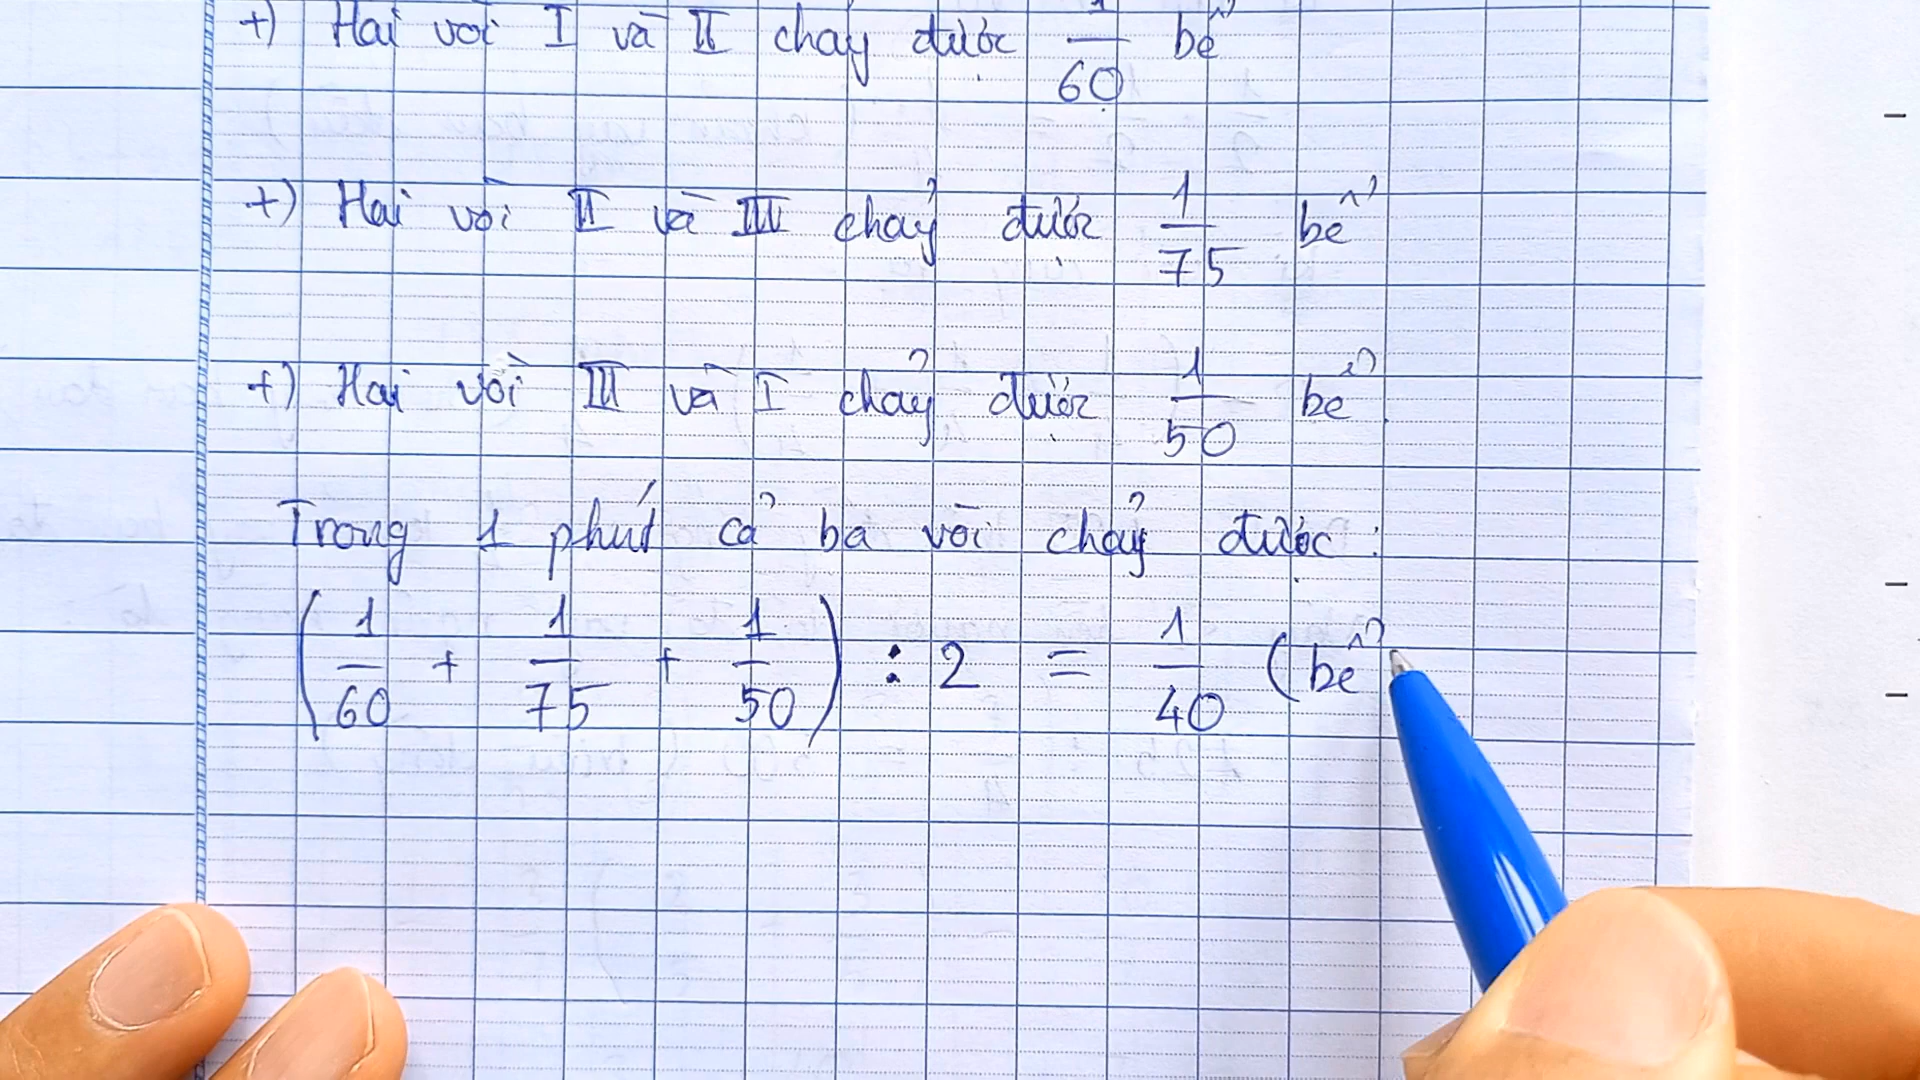 +) Hai vòi I và II chảy được 1/60 bể
+) Hai vòi II và III chảy được 1/75 bể
+) Hai vòi III và I chảy được 1/50 bể.
Trong 1 phút cả ba vòi chảy được:
(1/60 + 1/75 + 1/50) : 2 = 1/40 (bể